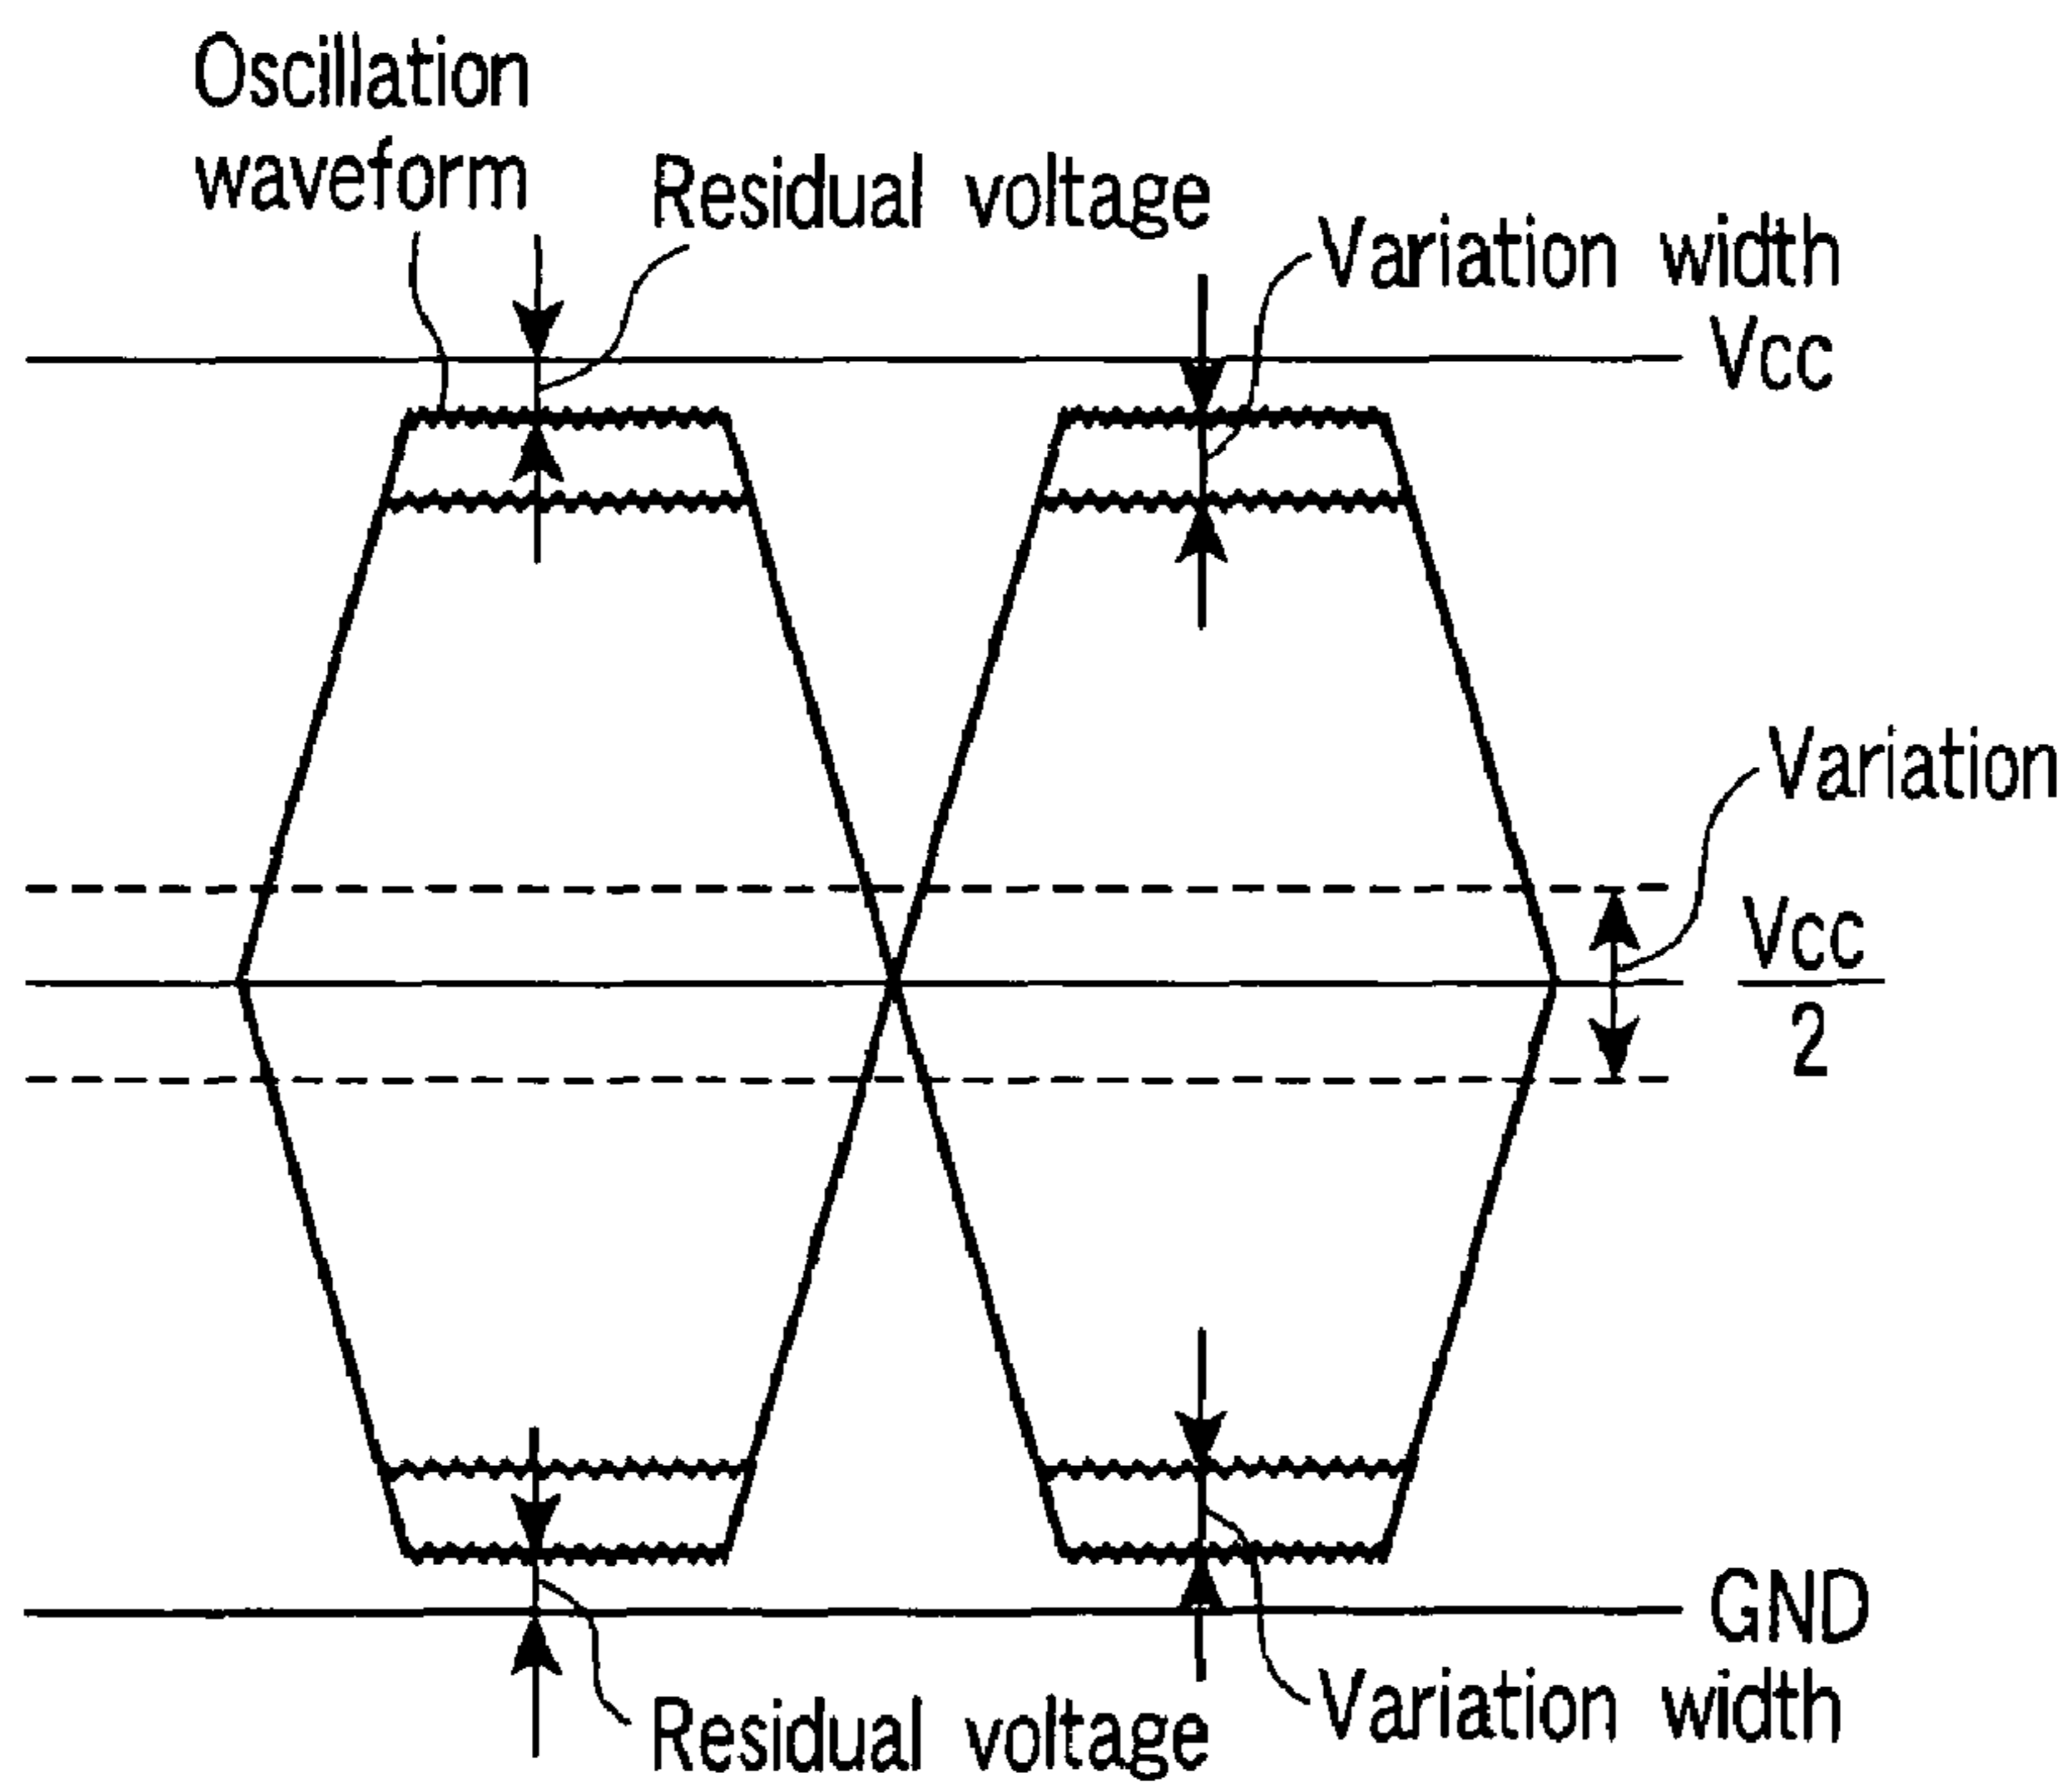 Oscillation
waveform
Residual voltage
Variation width
Vcc
Variation
Vcc
2
GND
Variation width
Residual voltage